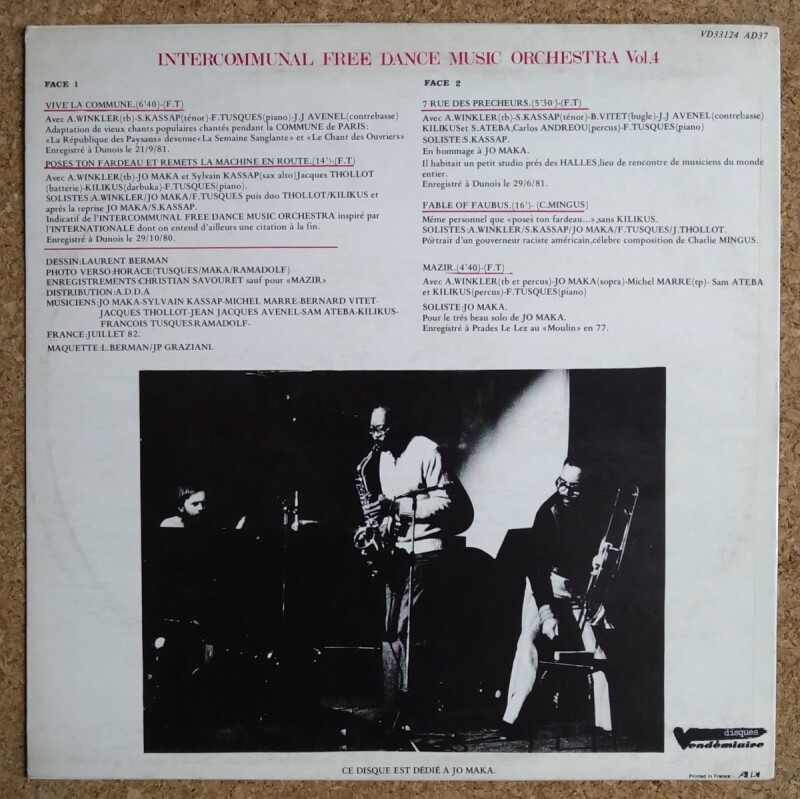 VD33124 AD37
INTERCOMMUNAL FREE DANCE MUSIC ORCHESTRA Vol.4
FACE 1
VIVE LA COMMUNE.(6'40)-(F.T)
Avec A.WINKLER(tb)-S.KASSAP(ténor)-F.TUSQUES(piano)-J.J AVENEL(contrebasse)
Adaptation de vieux chants populaires chantés pendant la COMMUNE de PARIS:
«La République des Paysans» devenue«La Semaine Sanglante» et «Le Chant des Ouvriers»
Enregistré à Dunois le 21/9/81.
POSES TON FARDEAU ET REMETS LA MACHINE EN ROUTE.(14')-(F.T)
Avec A.WINKLER(tb)-JO MAKA et Sylvain KASSAP(sax alto)Jacques THOLLOT
(batterie)-KILIKUS(darbuka)-F.TUSQUES(piano).
SOLISTES:A.WINKLER/JO MAKA/F.TUSQUES puis duo THOLLOT/KILIKUS et
aprés la reprise JO MAKA/S.KASSAP.
Indicatif de l'INTERCOMMUNAL FREE DANCE MUSIC ORCHESTRA inspiré par
l'INTERNATIONALE dont on entend d'ailleurs une citation à la fin.
Enregistré à Dunois le 29/10/80.
DESSIN:LAURENT BERMAN
PHOTO VERSO:HORACE(TUSQUES/MAKA/RAMADOLF)
ENREGISTREMENTS:CHRISTIAN SAVOURET sauf pour «MAZIR»
DISTRIBUTION:A.D.D.A
MUSICIENS:JO MAKA-SYLVAIN KASSAP-MICHEL MARRE-BERNARD VITET
JACQUES THOLLOT-JEAN JACQUES AVENEL-SAM ATEBA-KILIKUS-
FRANCOIS TUSQUES RAMADOLF-
FRANCE:JUILLET 82.
MAQUETTE:L.BERMAN/JP GRAZIANI.
FACE 2
7 RUE DES PRECHEURS.(5'30')-(F.T)
Avec A.WINKLER(tb)-S.KASSAP(ténor)-B.VITET(bugle)-J.J AVENEL(contrebasse)
KILIKUSet S.ATEBA,Carlos ANDREOU(percus)-F.TUSQUES(piano)
SOLISTE:S.KASSAP.
En hommage à JO MAKA.
Il habitait un petit studio prés des HALLES,lieu de rencontre de musiciens du monde
entier.
Enregistré à Dunois le 29/6/81.
FABLE OF FAUBUS.(16')- (C.MINGUS)
Même personnel que «poses ton fardeau...»,sans KILIKUS.
SOLISTES:A.WINKLER/S.KASSAP/JO MAKA/F.TUSQUES/J.THOLLOT.
Portrait d'un gouverneur raciste américain,célebre composition de Charlie MINGUS.
MAZIR.(4'40)-(F.T)
Avec A.WINKLER(tb et percus)-JO MAKA(sopra)-Michel MARRE(tp)- Sam ATEBA
et KILIKUS(percus)-F.TUSQUES(piano)
SOLISTE:JO MAKA.
Pour le trés beau solo de JO MAKA.
Enregistré à Prades Le Lez au «Moulin» en 77.
disques
Vendémiaire
CE DISQUE EST DÉDIÉ A JO MAKA.
Printed in France -